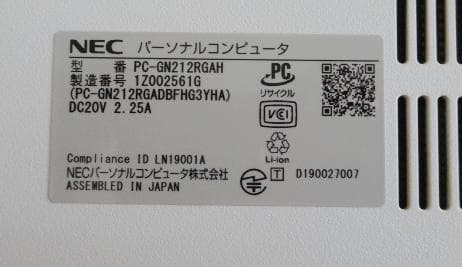 NEC パーソナルコンピュータ
型 番 PC-GN212RGAH
製造番号 1Z002561G
(PC-GN212RGADBFHG3YHA)
DC20V 2.25A
PC
リサイクル
VCI
Li-ion
Compliance ID LN19001A
NECパーソナルコンピュータ株式会社
ASSEMBLED IN JAPAN
T D190027007